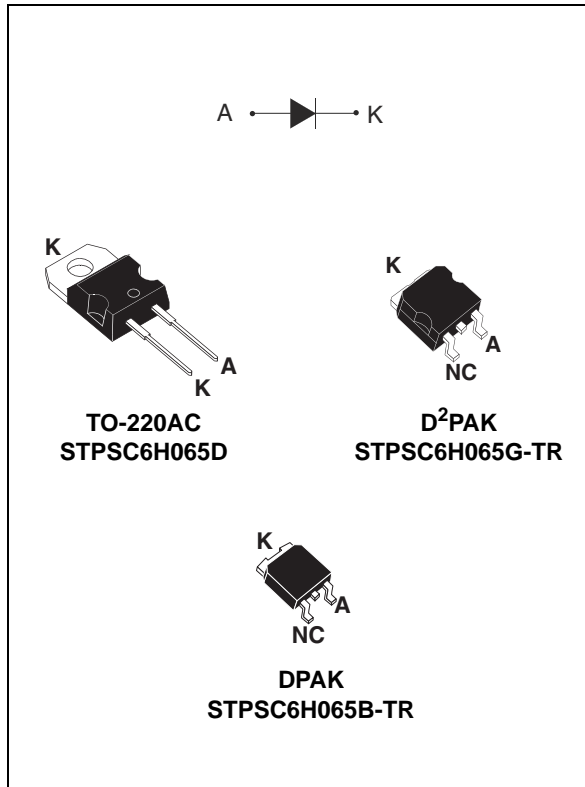 A K
K
A
K
TO-220AC
STPSC6H065D
K
A
NC
D²PAK
STPSC6H065G-TR
K
A
NC
DPAK
STPSC6H065B-TR